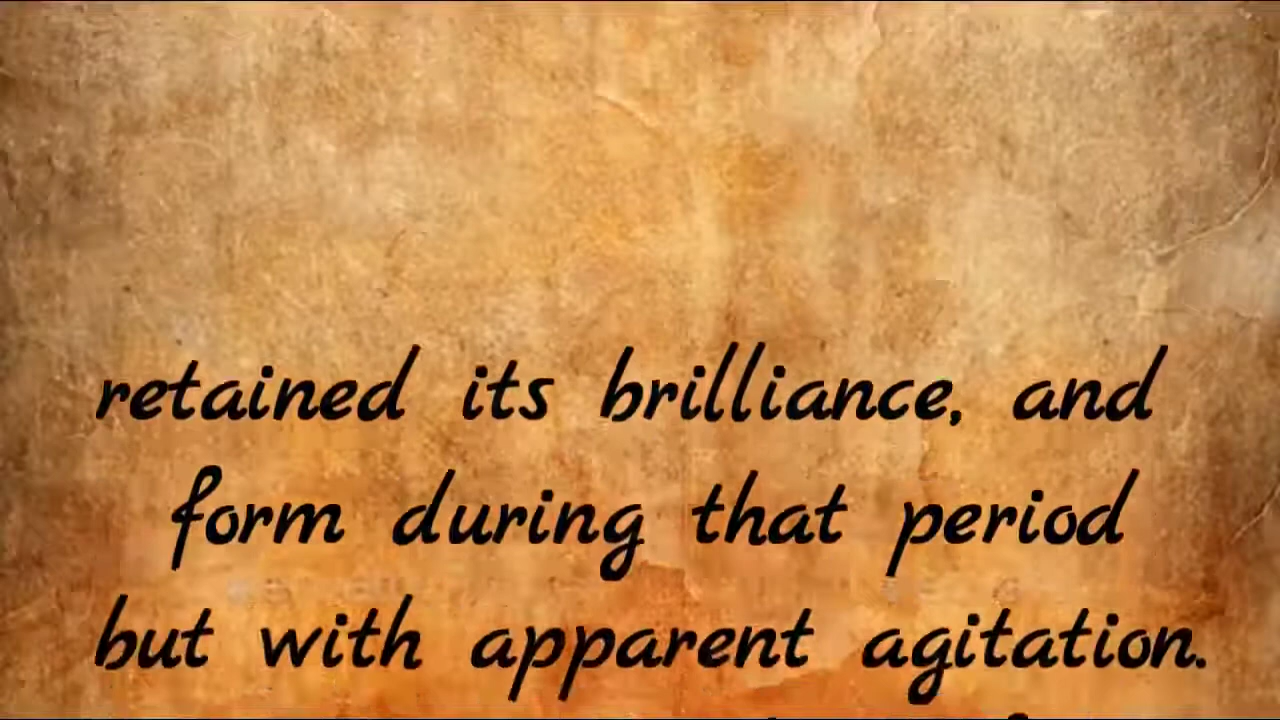 retained its brilliance, and
form during that period
but with apparent agitation.